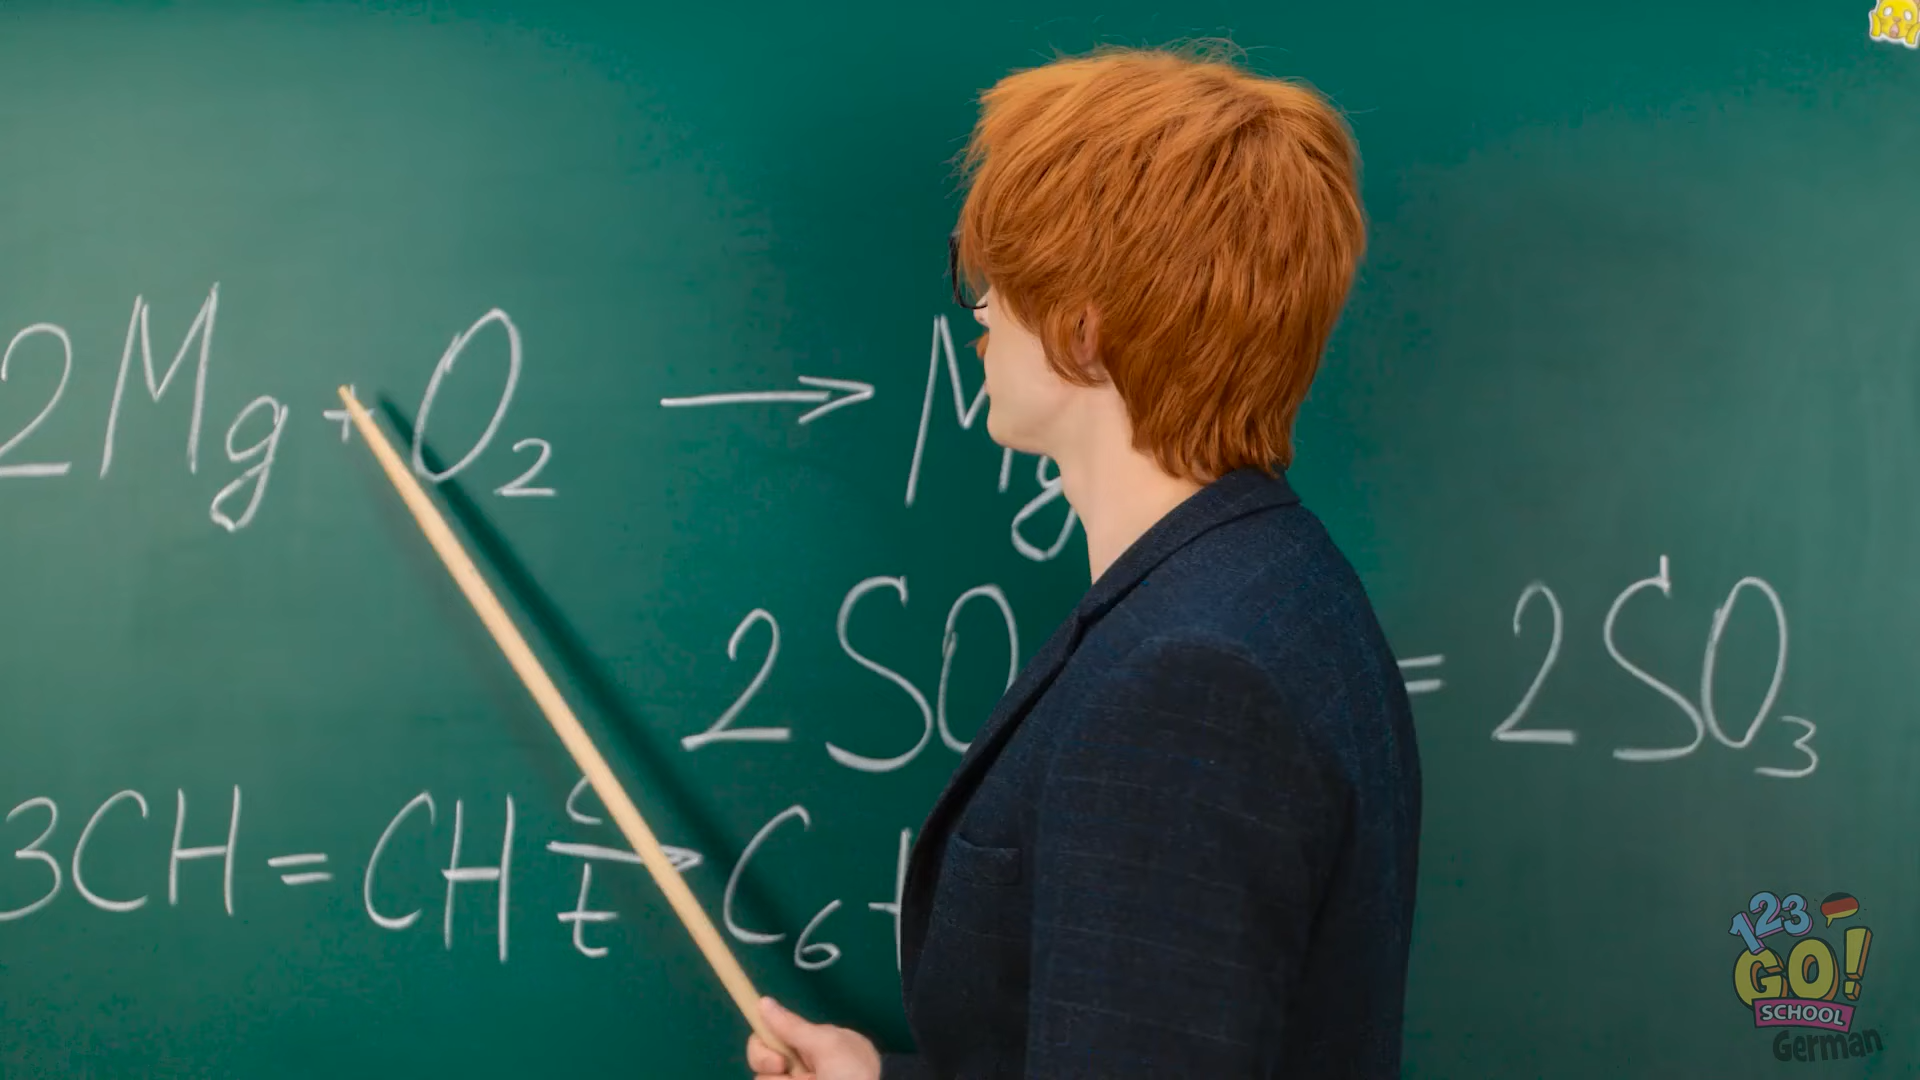 2Mg + O₂ → Mg
2SO = 2SO₃
3CH = CH t C₆
123 GO! SCHOOL German